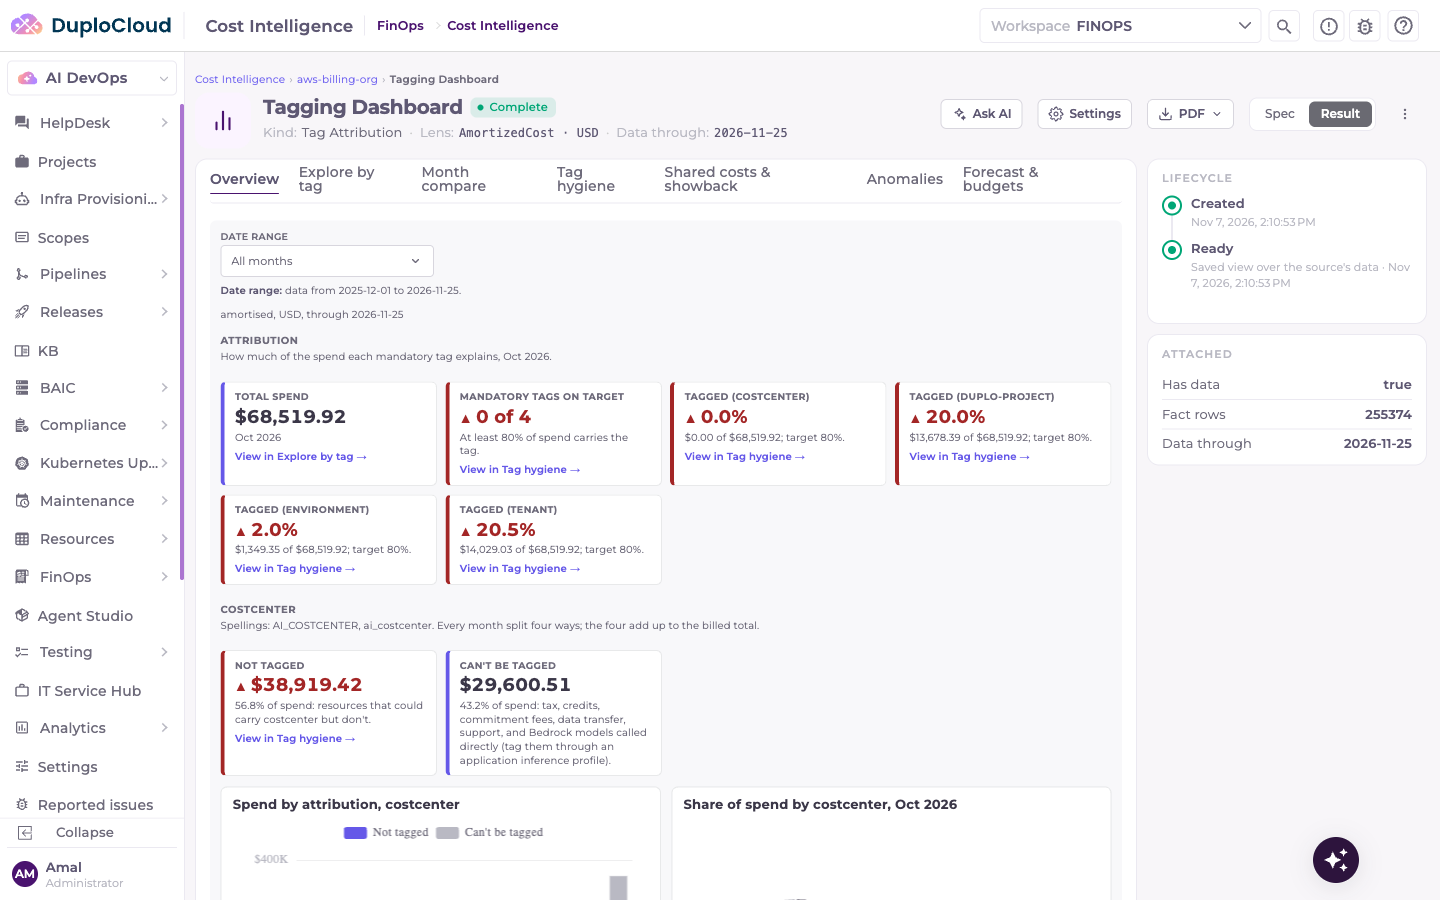 DuploCloud
Cost Intelligence
FinOps > Cost Intelligence
Workspace FINOPS
AI DevOps
HelpDesk
Projects
Infra Provisioni...
Scopes
Pipelines
Releases
KB
BAIC
Compliance
Kubernetes Up...
Maintenance
Resources
FinOps
Agent Studio
Testing
IT Service Hub
Analytics
Settings
Reported issues
Collapse
AM
Amal
Administrator
Cost Intelligence › aws-billing-org › Tagging Dashboard
Tagging Dashboard
Complete
Kind: Tag Attribution · Lens: AmortizedCost · USD · Data through: 2026-11-25
Ask AI
Settings
PDF
Spec
Result
Overview
Explore by tag
Month compare
Tag hygiene
Shared costs & showback
Anomalies
Forecast & budgets
DATE RANGE
All months
Date range: data from 2025-12-01 to 2026-11-25.
amortised, USD, through 2026-11-25
ATTRIBUTION
How much of the spend each mandatory tag explains, Oct 2026.
TOTAL SPEND
$68,519.92
Oct 2026
View in Explore by tag →
MANDATORY TAGS ON TARGET
▲ 0 of 4
At least 80% of spend carries the
tag.
View in Tag hygiene →
TAGGED (COSTCENTER)
▲ 0.0%
$0.00 of $68,519.92; target 80%.
View in Tag hygiene →
TAGGED (DUPLO-PROJECT)
▲ 20.0%
$13,678.39 of $68,519.92; target 80%.
View in Tag hygiene →
TAGGED (ENVIRONMENT)
▲ 2.0%
$1,349.35 of $68,519.92; target 80%.
View in Tag hygiene →
TAGGED (TENANT)
▲ 20.5%
$14,029.03 of $68,519.92; target 80%.
View in Tag hygiene →
COSTCENTER
Spellings: AI_COSTCENTER, ai_costcenter. Every month split four ways; the four add up to the billed total.
NOT TAGGED
▲ $38,919.42
56.8% of spend: resources that could
carry costcenter but don't.
View in Tag hygiene →
CAN'T BE TAGGED
$29,600.51
43.2% of spend: tax, credits,
commitment fees, data transfer,
support, and Bedrock models called
directly (tag them through an
application inference profile).
Spend by attribution, costcenter
Not tagged
Can't be tagged
$400K
Share of spend by costcenter, Oct 2026
LIFECYCLE
Created
Nov 7, 2026, 2:10:53 PM
Ready
Saved view over the source's data · Nov
7, 2026, 2:10:53 PM
ATTACHED
Has data true
Fact rows 255374
Data through 2026-11-25